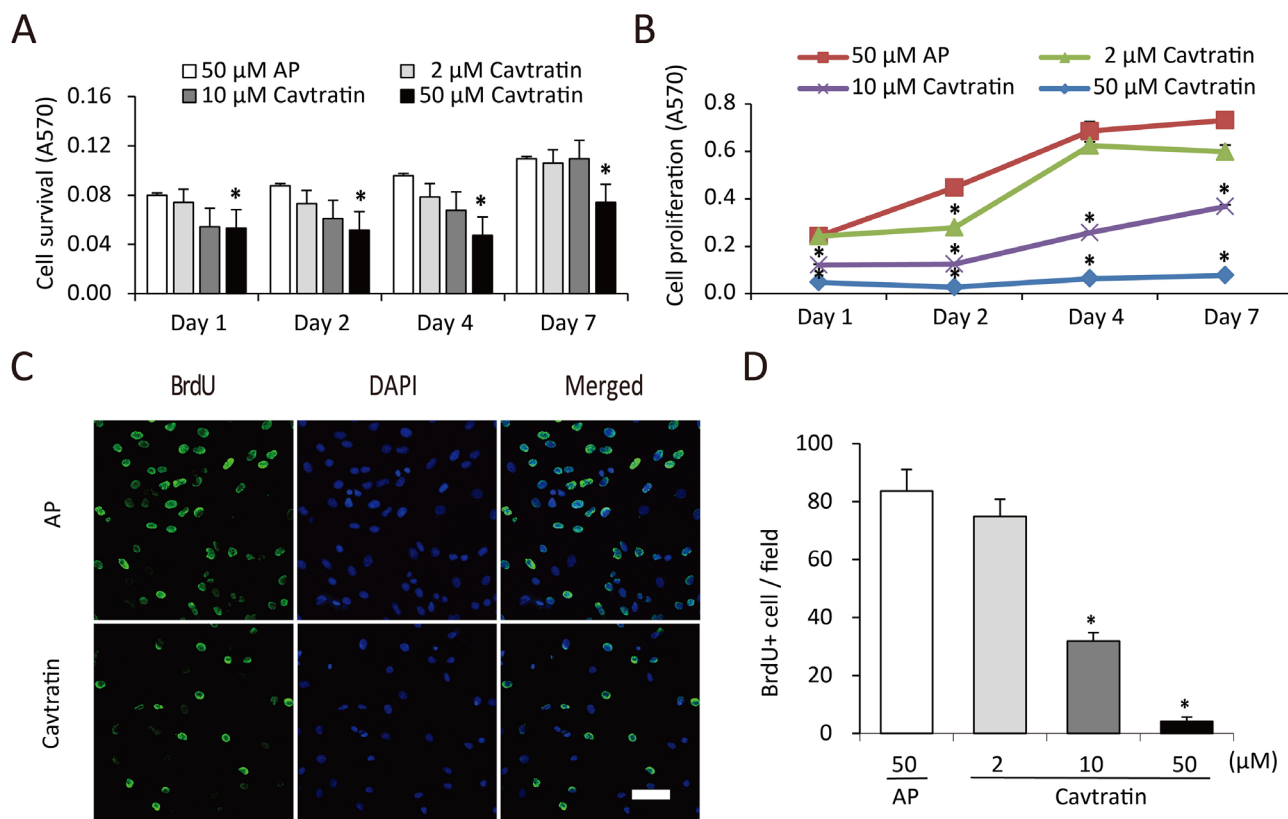 A
50 μM AP
2 μM Cavtratin
10 μM Cavtratin
50 μM Cavtratin
Cell survival (A570)
0.16
0.12
0.08
0.04
0.00
*
*
*
*
Day 1
Day 2
Day 4
Day 7
B
50 μM AP
2 μM Cavtratin
10 μM Cavtratin
50 μM Cavtratin
Cell proliferation (A570)
0.8
0.6
0.4
0.2
0.0
*
*
*
*
*
*
*
*
*
Day 1
Day 2
Day 4
Day 7
C
BrdU
DAPI
Merged
AP
Cavtratin
D
BrdU+ cell / field
100
80
60
40
20
0
*
*
50
2
10
50
(μM)
AP
Cavtratin